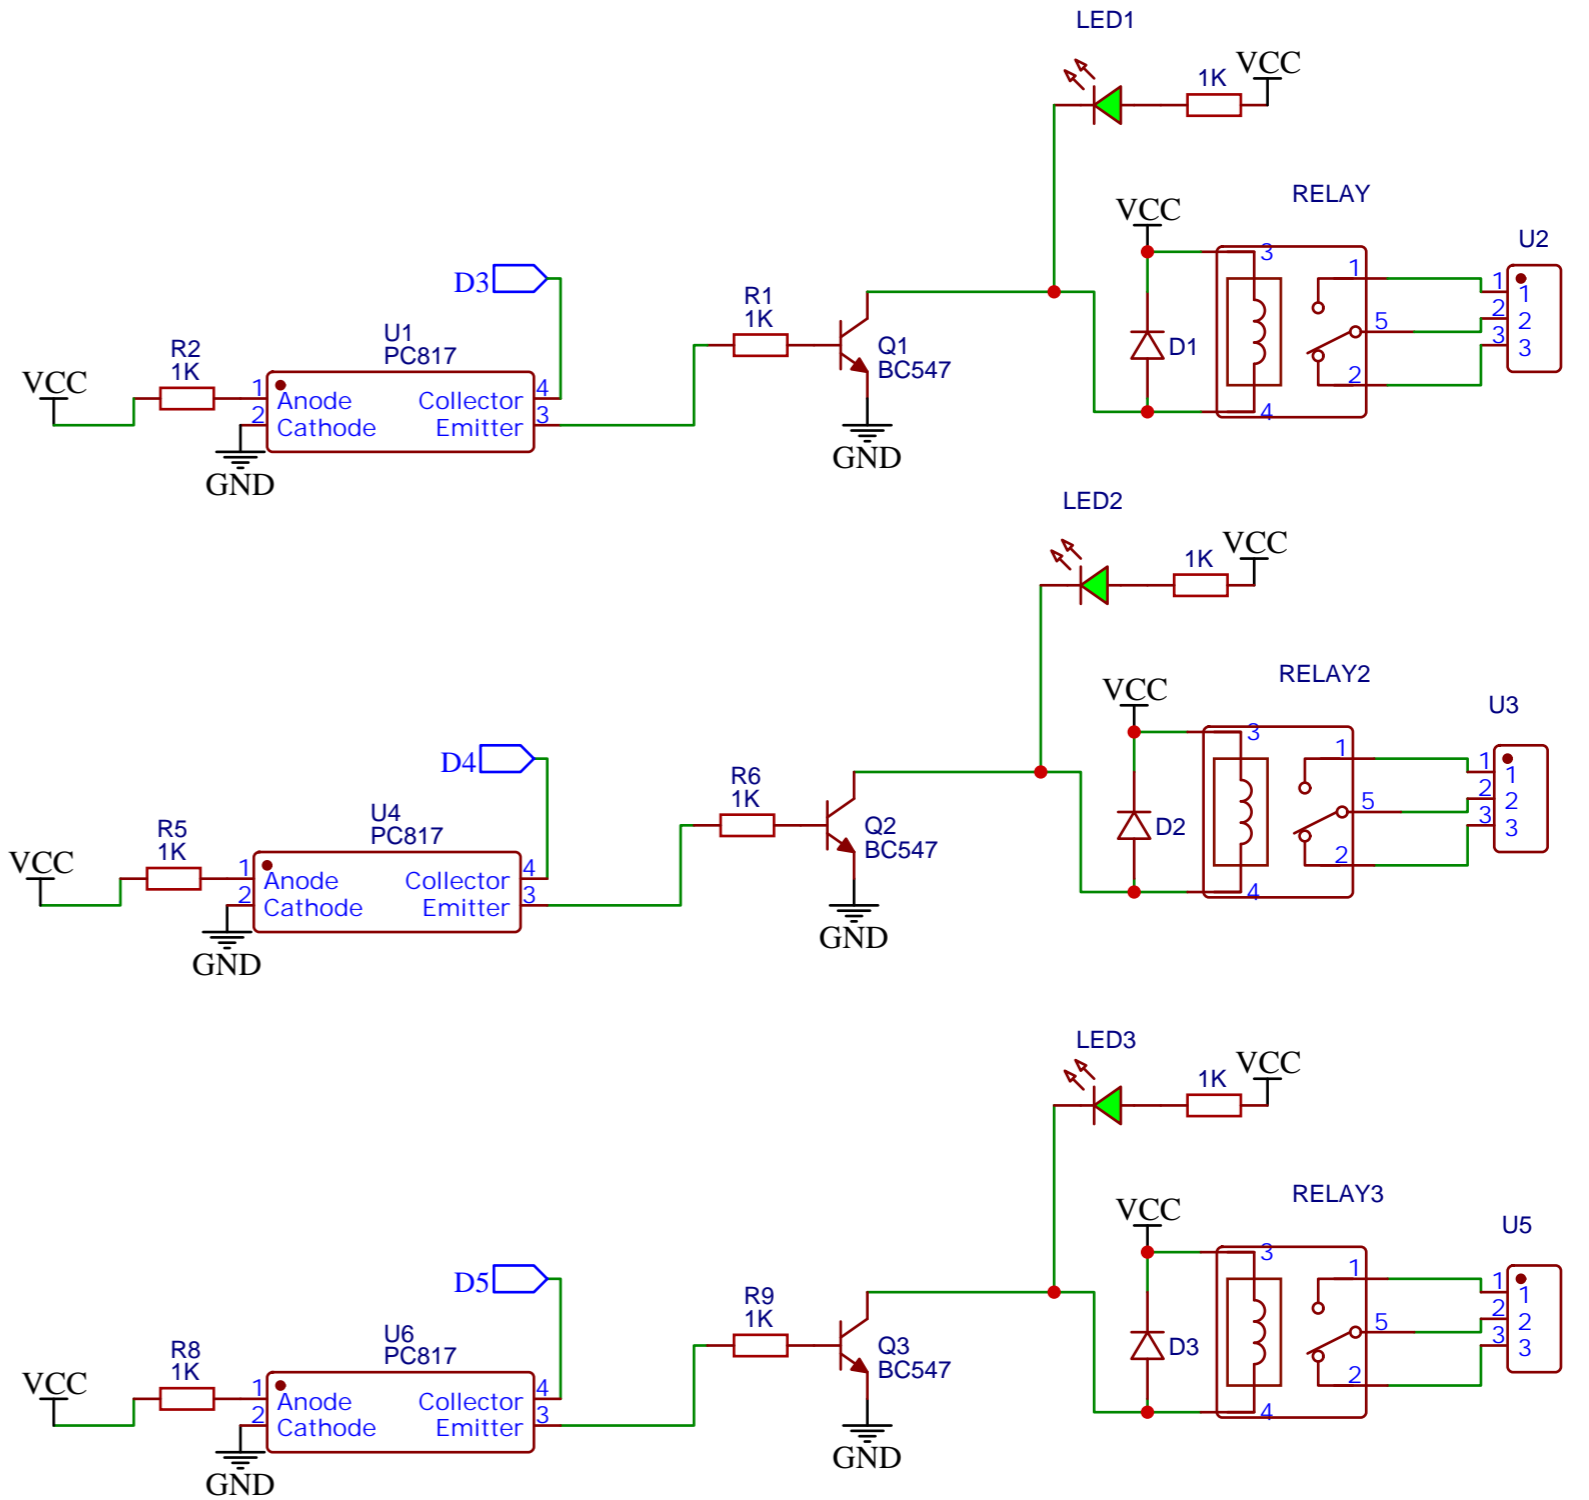 LED1
1K
VCC
RELAY
VCC
3
1
5
2
4
U2
1 1
2 2
3 3
D1
D3
R1
1K
Q1
BC547
GND
U1
PC817
R2
1K
VCC
1 Anode Collector 4
2 Cathode Emitter 3
GND
LED2
1K
VCC
RELAY2
VCC
3
1
5
2
4
U3
1 1
2 2
3 3
D2
D4
R6
1K
Q2
BC547
GND
U4
PC817
R5
1K
VCC
1 Anode Collector 4
2 Cathode Emitter 3
GND
LED3
1K
VCC
RELAY3
VCC
3
1
5
2
4
U5
1 1
2 2
3 3
D3
D5
R9
1K
Q3
BC547
GND
U6
PC817
R8
1K
VCC
1 Anode Collector 4
2 Cathode Emitter 3
GND